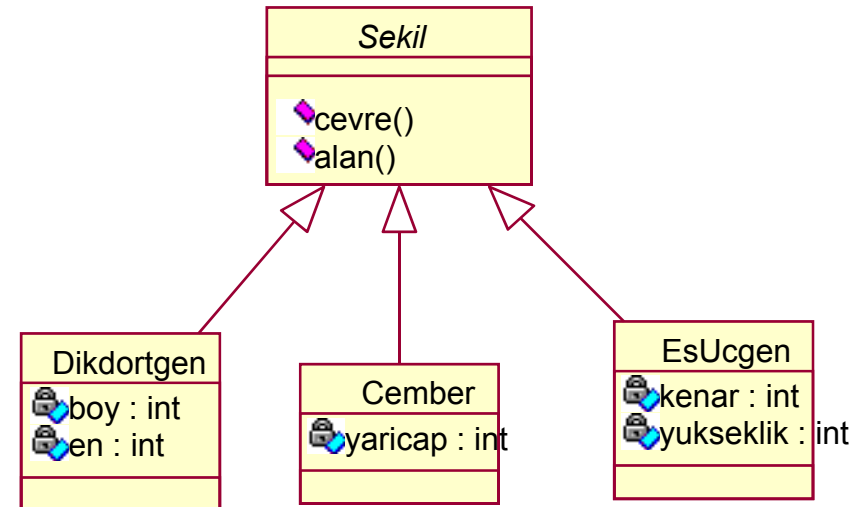 Sekil
cevre()
alan()
Dikdortgen
boy : int
en : int
Cember
yaricap : int
EsUcgen
kenar : int
yukseklik : int